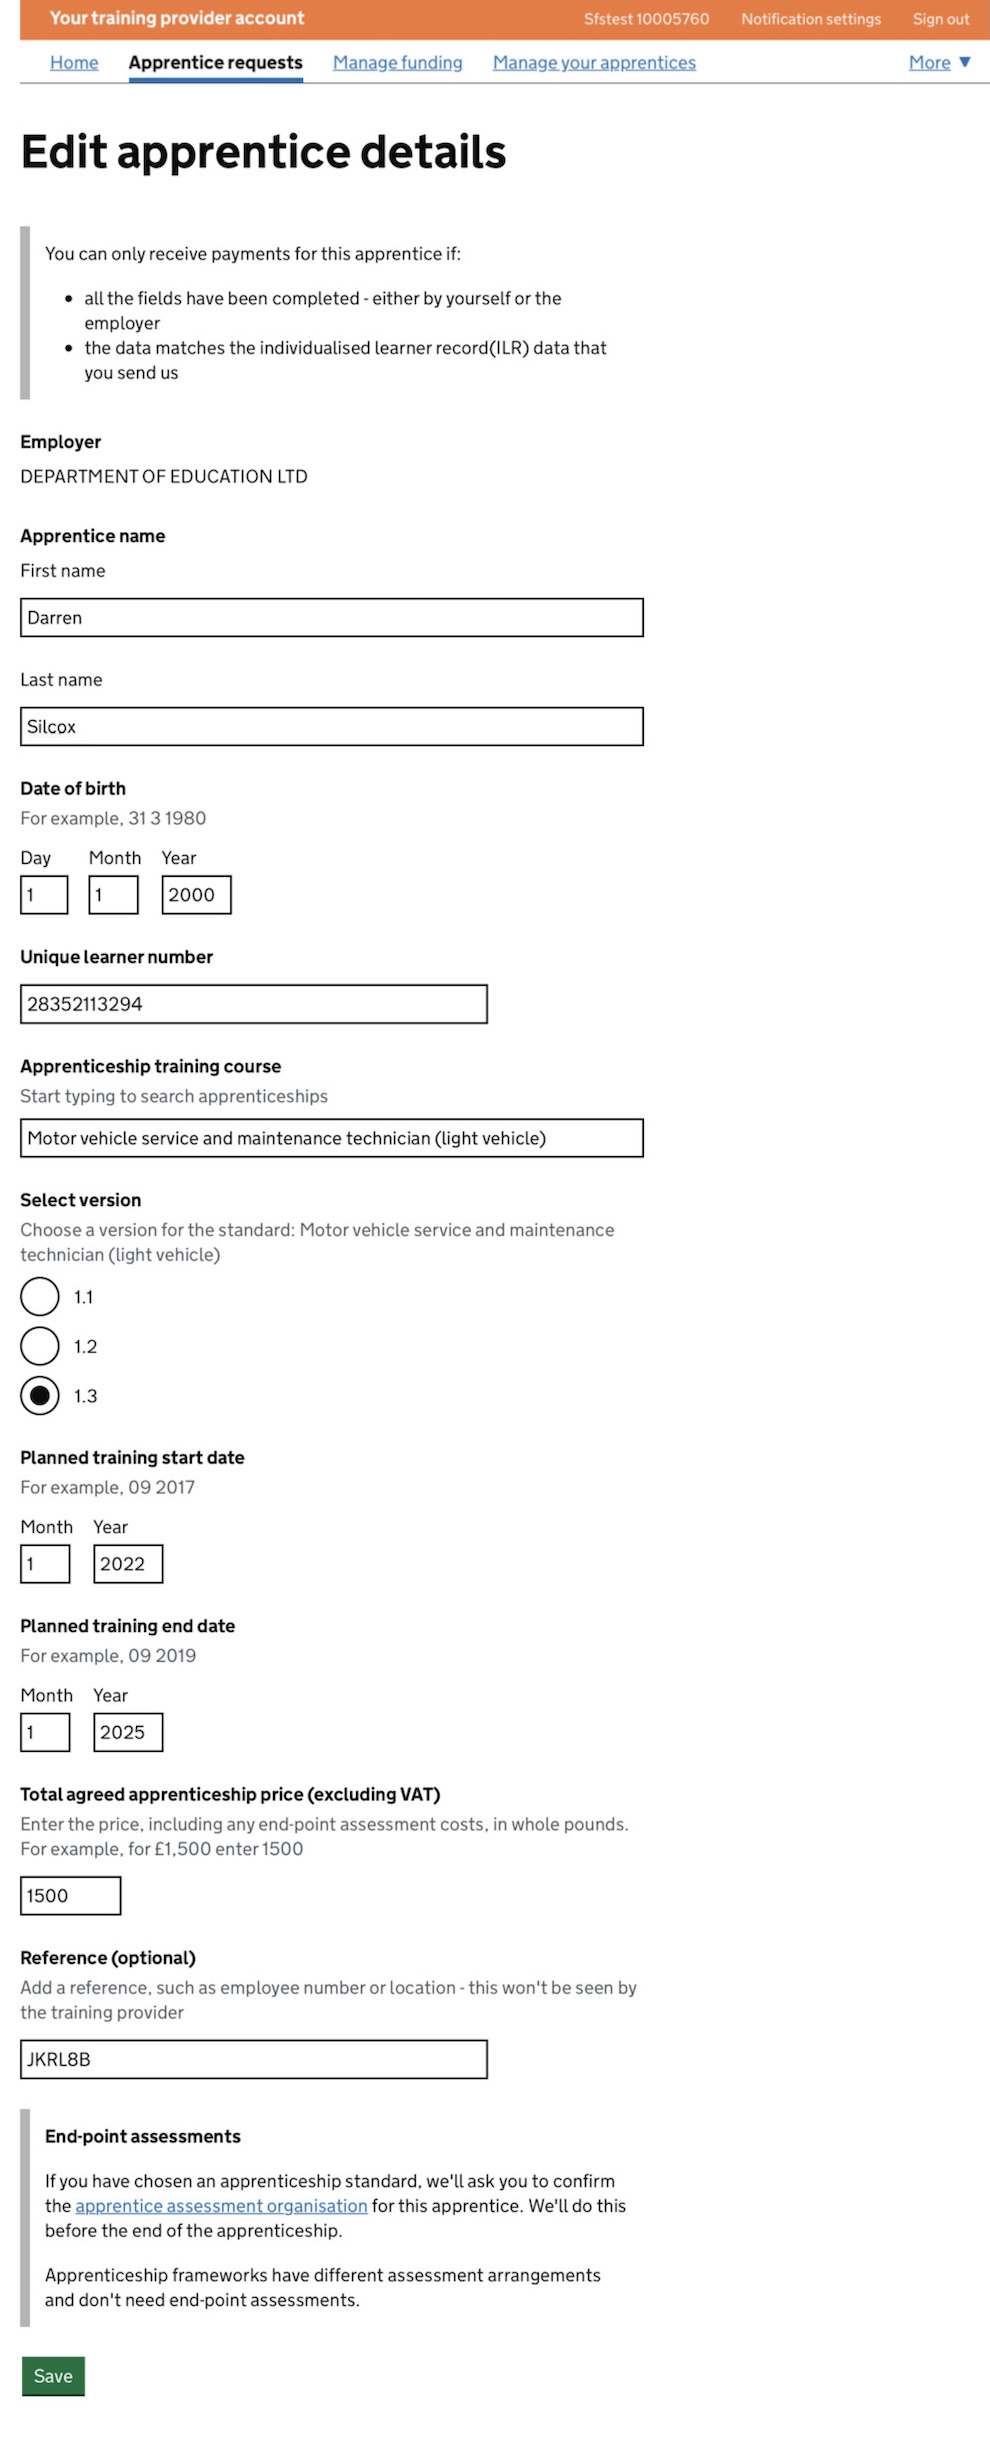 Your training provider account Sfstest 10005760 Notification settings Sign out
Home Apprentice requests Manage funding Manage your apprentices More ▼
Edit apprentice details
You can only receive payments for this apprentice if:
• all the fields have been completed - either by yourself or the
employer
• the data matches the individualised learner record(ILR) data that
you send us
Employer
DEPARTMENT OF EDUCATION LTD
Apprentice name
First name
Darren
Last name
Silcox
Date of birth
For example, 31 3 1980
Day Month Year
1 1 2000
Unique learner number
28352113294
Apprenticeship training course
Start typing to search apprenticeships
Motor vehicle service and maintenance technician (light vehicle)
Select version
Choose a version for the standard: Motor vehicle service and maintenance
technician (light vehicle)
1.1
1.2
1.3
Planned training start date
For example, 09 2017
Month Year
1 2022
Planned training end date
For example, 09 2019
Month Year
1 2025
Total agreed apprenticeship price (excluding VAT)
Enter the price, including any end-point assessment costs, in whole pounds.
For example, for £1,500 enter 1500
1500
Reference (optional)
Add a reference, such as employee number or location - this won't be seen by
the training provider
JKRL8B
End-point assessments
If you have chosen an apprenticeship standard, we'll ask you to confirm
the apprentice assessment organisation for this apprentice. We'll do this
before the end of the apprenticeship.
Apprenticeship frameworks have different assessment arrangements
and don't need end-point assessments.
Save